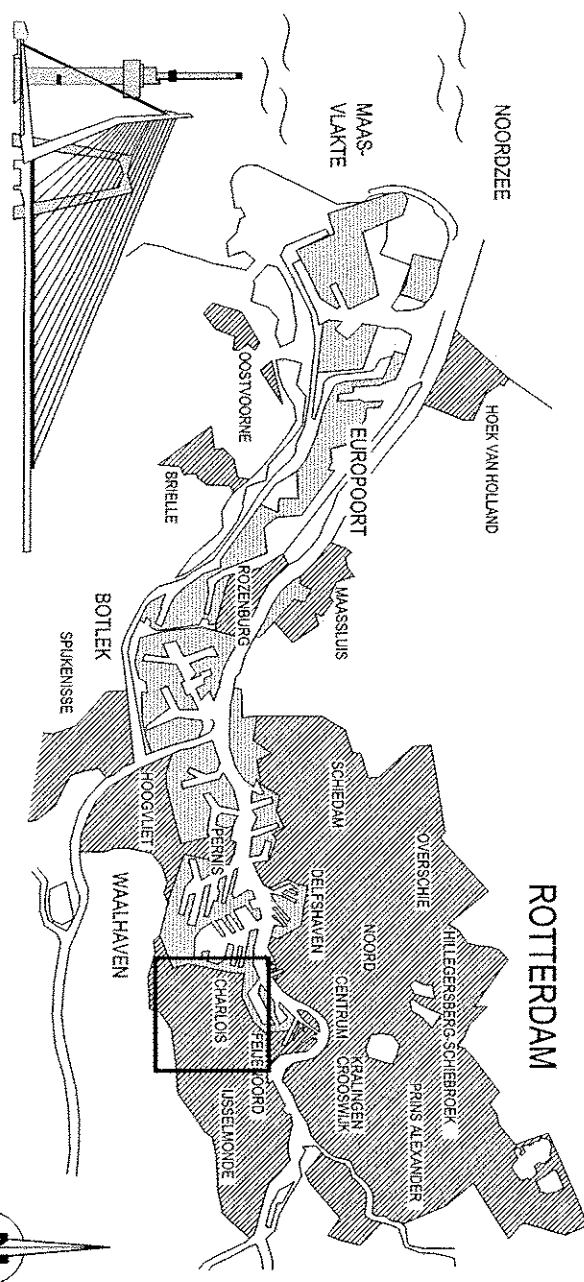 ROTTERDAM
NOORDZEE
HOEK VAN HOLLAND
MAAS-
VLAKTE
EUROPOORT
MAASSLUIS
OOSTVOORNE
BRIELLE
ROZENBURG
BOTLEK
SPIJKENISSE
HOOGVLIET
PERNIS
WAALHAVEN
SCHIEDAM
OVERSCHIE
HILLEGERSBERG-SCHIEBROEK
PRINS ALEXANDER
NOORD
DELFSHAVEN
CENTRUM
KRALINGEN
CROOSWIJK
CHARLOIS
FEIJENOORD
IJSSELMONDE